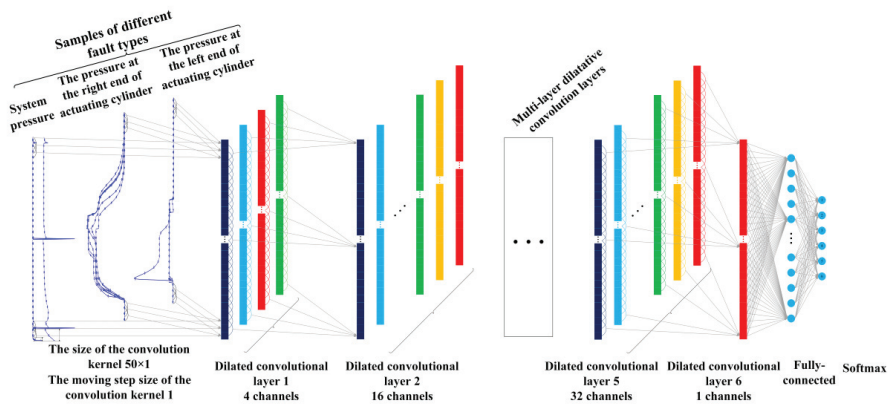 Samples of different
fault types
System
pressure
The pressure at
the right end of
actuating cylinder
The pressure at
the left end of
actuating cylinder
Multi-layer dilatative
convolution layers
The size of the convolution
kernel 50×1
The moving step size of the
convolution kernel 1
Dilated convolutional
layer 1
4 channels
Dilated convolutional
layer 2
16 channels
Dilated convolutional
layer 5
32 channels
Dilated convolutional
layer 6
1 channels
Fully-
connected
Softmax